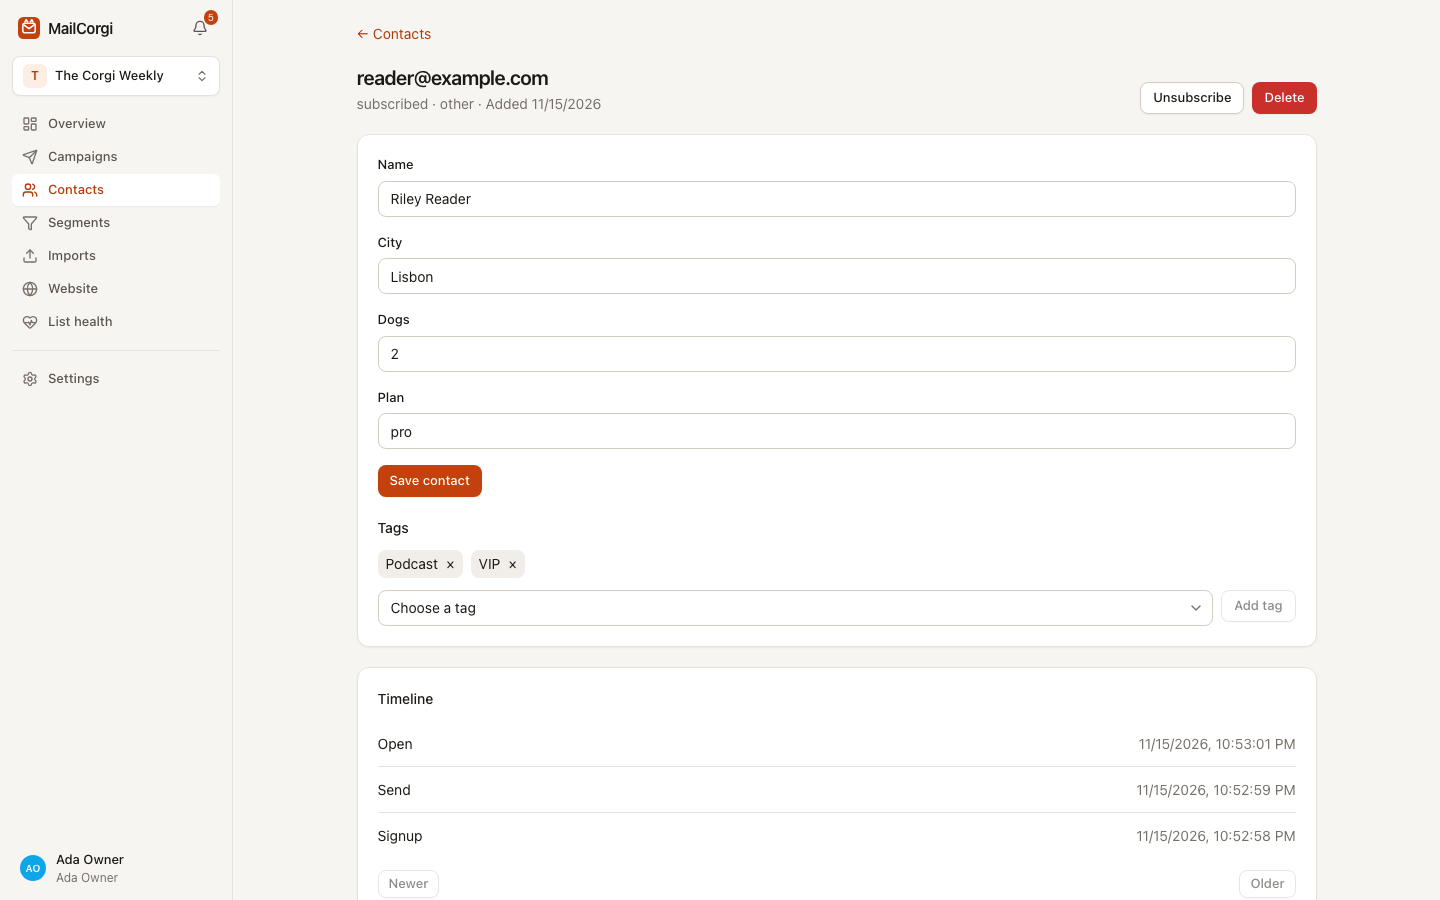 MailCorgi
5
T The Corgi Weekly
Overview
Campaigns
Contacts
Segments
Imports
Website
List health
Settings
AO
Ada Owner
Ada Owner
← Contacts
reader@example.com
subscribed · other · Added 11/15/2026
Unsubscribe
Delete
Name
Riley Reader
City
Lisbon
Dogs
2
Plan
pro
Save contact
Tags
Podcast × VIP ×
Choose a tag
Add tag
Timeline
Open 11/15/2026, 10:53:01 PM
Send 11/15/2026, 10:52:59 PM
Signup 11/15/2026, 10:52:58 PM
Newer
Older